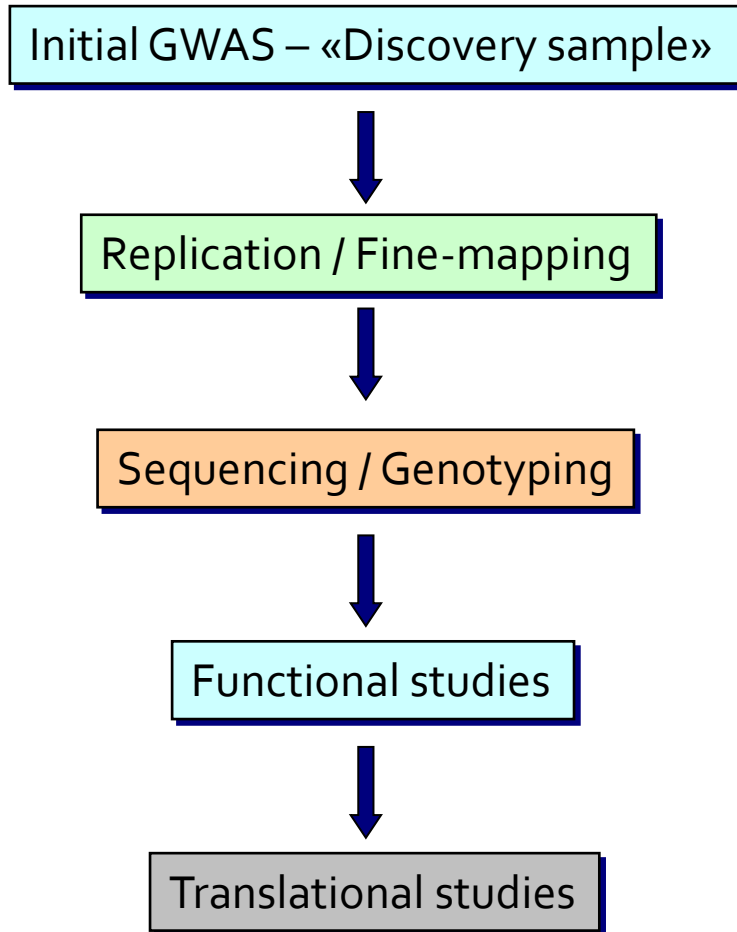 Initial GWAS – «Discovery sample»
Replication / Fine-mapping
Sequencing / Genotyping
Functional studies
Translational studies